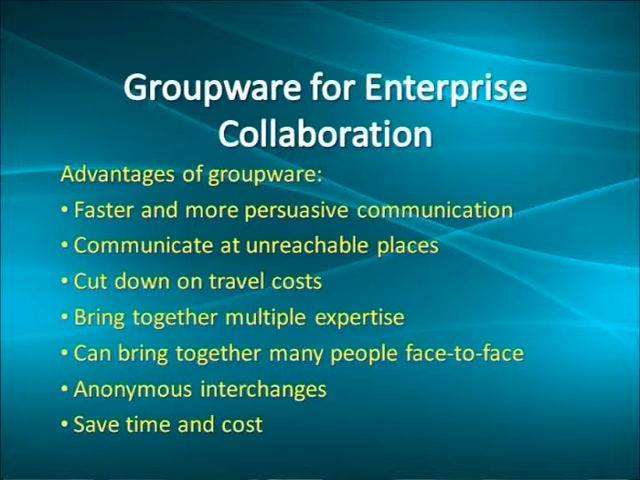 Groupware for Enterprise
Collaboration
Advantages of groupware:
• Faster and more persuasive communication
• Communicate at unreachable places
• Cut down on travel costs
• Bring together multiple expertise
• Can bring together many people face-to-face
• Anonymous interchanges
• Save time and cost